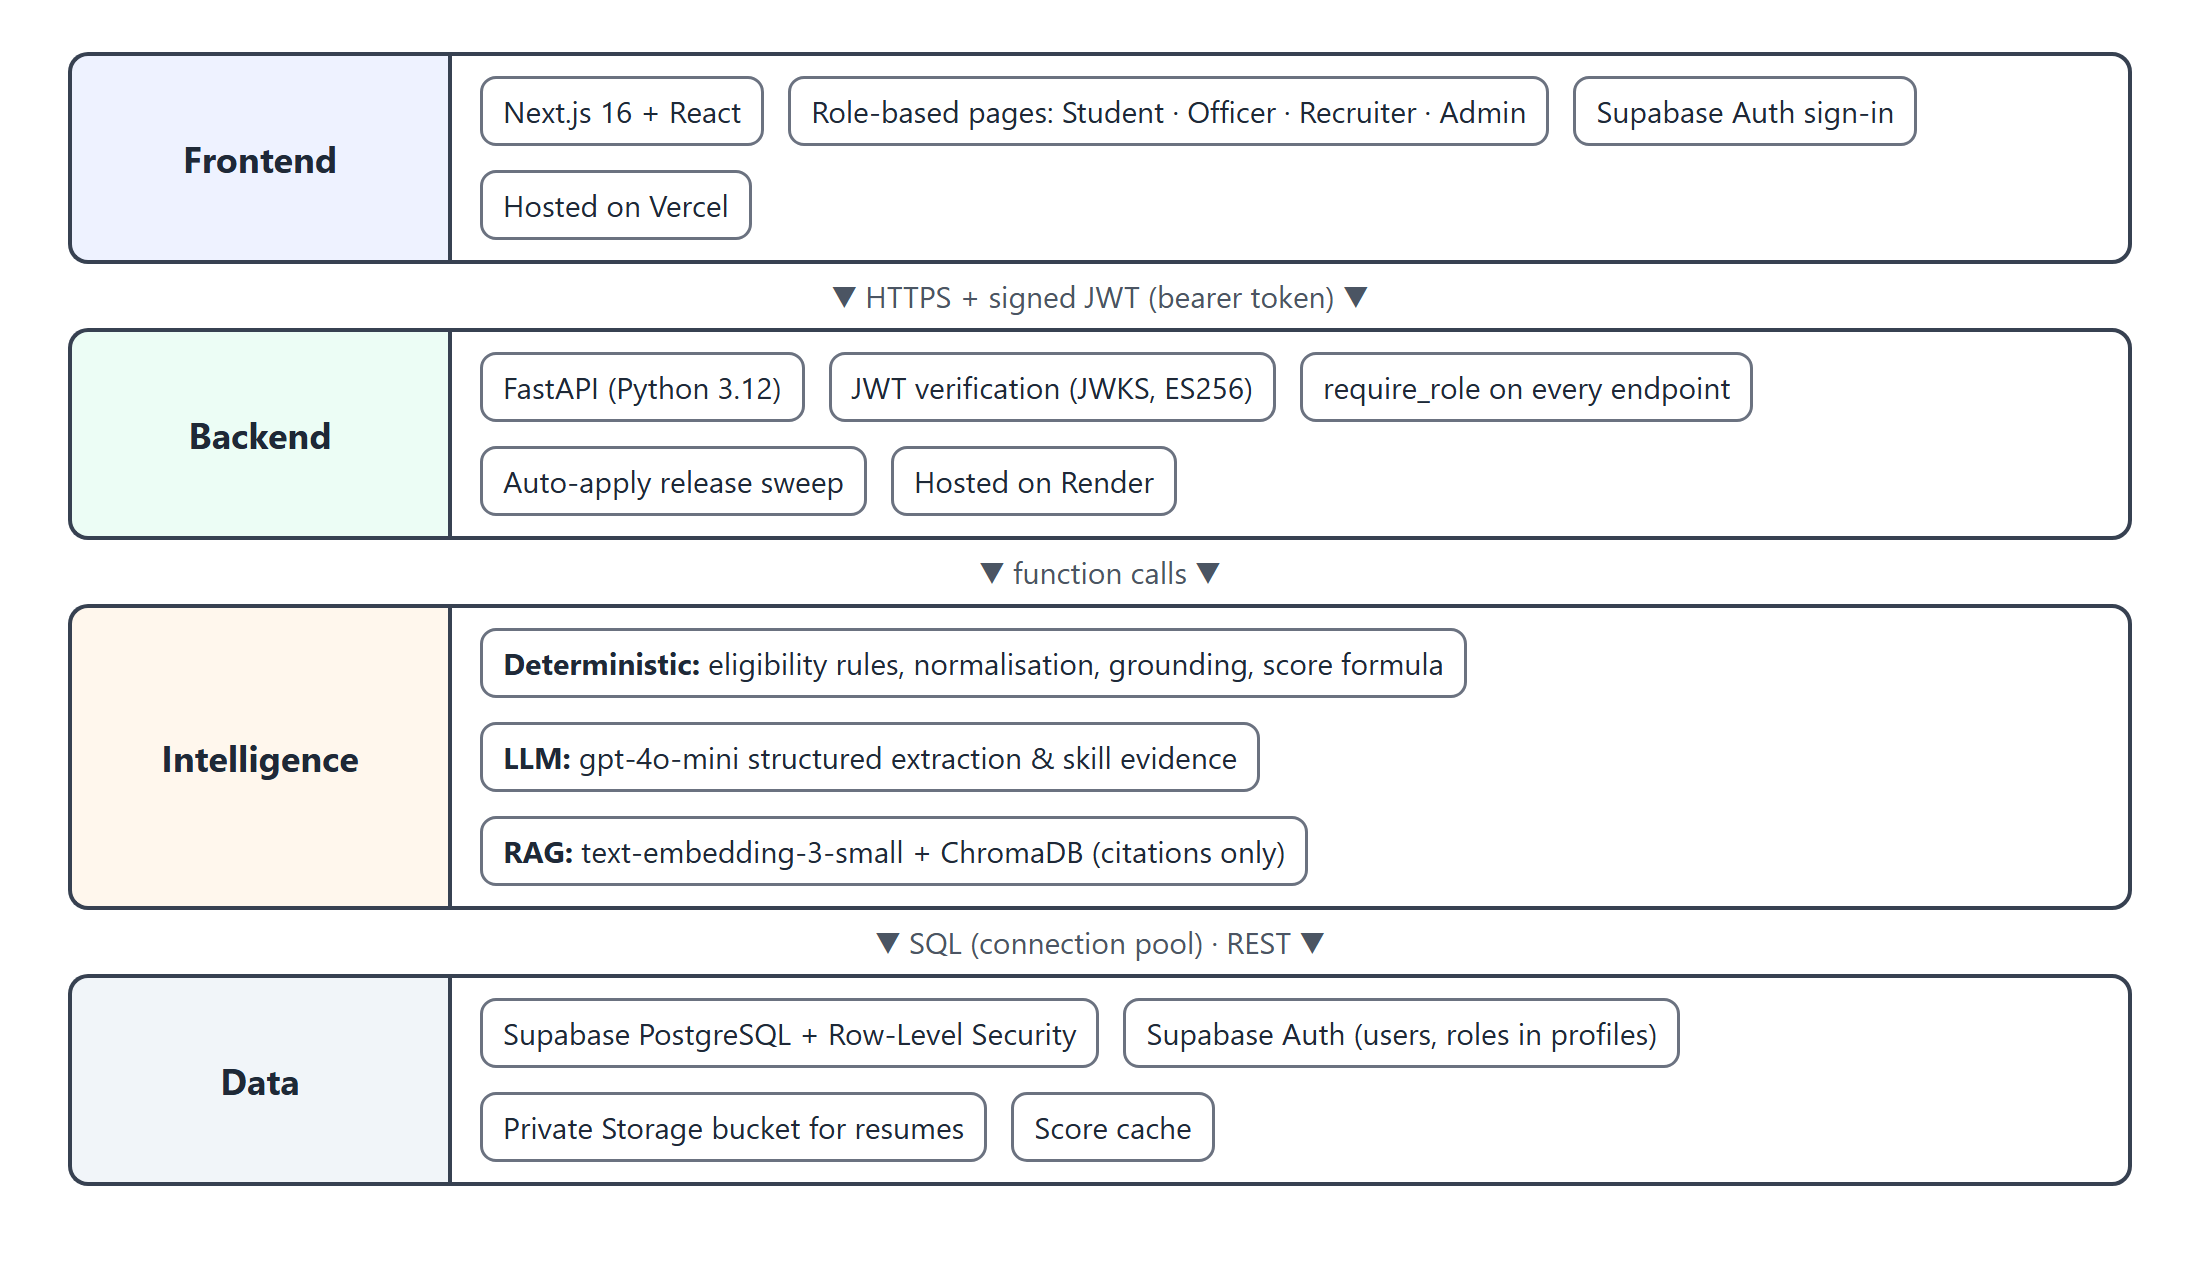 Frontend
Next.js 16 + React
Role-based pages: Student · Officer · Recruiter · Admin
Supabase Auth sign-in
Hosted on Vercel
▼ HTTPS + signed JWT (bearer token) ▼
Backend
FastAPI (Python 3.12)
JWT verification (JWKS, ES256)
require_role on every endpoint
Auto-apply release sweep
Hosted on Render
▼ function calls ▼
Intelligence
Deterministic: eligibility rules, normalisation, grounding, score formula
LLM: gpt-4o-mini structured extraction & skill evidence
RAG: text-embedding-3-small + ChromaDB (citations only)
▼ SQL (connection pool) · REST ▼
Data
Supabase PostgreSQL + Row-Level Security
Supabase Auth (users, roles in profiles)
Private Storage bucket for resumes
Score cache